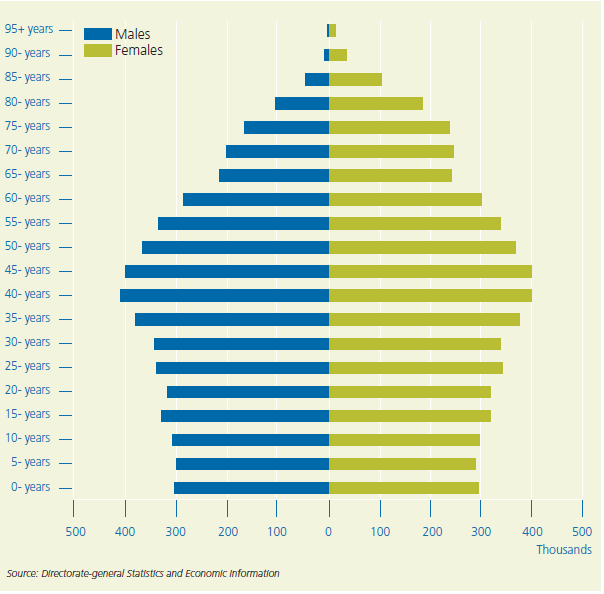 95+ years
Males
Females
90- years
85- years
80- years
75- years
70- years
65- years
60- years
55- years
50- years
45- years
40- years
35- years
30- years
25- years
20- years
15- years
10- years
5- years
0- years
500 400 300 200 100 0 100 200 300 400 500
Thousands
Source: Directorate-general Statistics and Economic Information